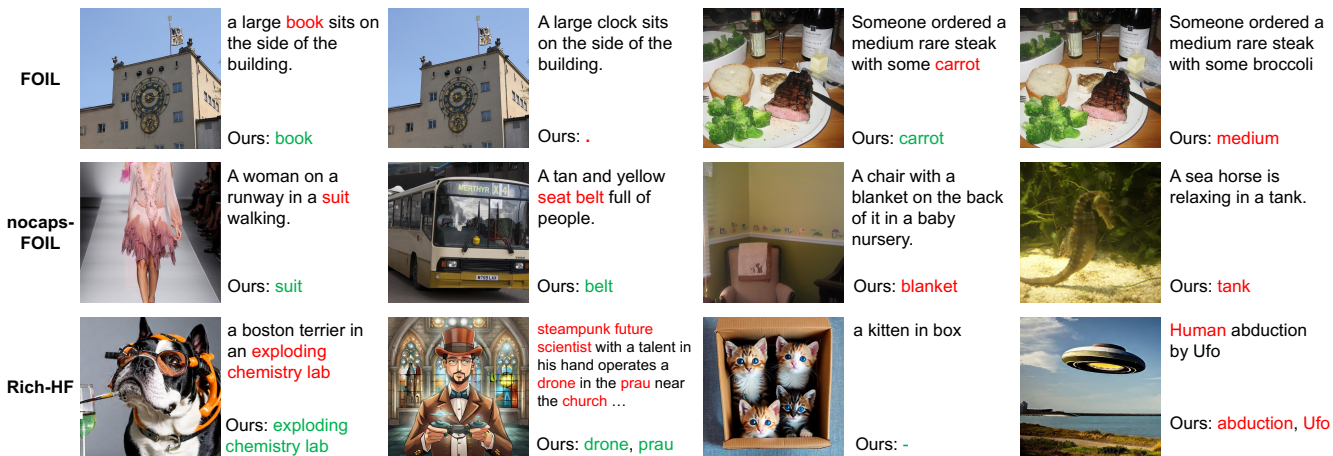 FOIL
a large book sits on
the side of the
building.
Ours: book
A large clock sits
on the side of the
building.
Ours: .
Someone ordered a
medium rare steak
with some carrot
Ours: carrot
Someone ordered a
medium rare steak
with some broccoli
Ours: medium
nocaps-
FOIL
A woman on a
runway in a suit
walking.
Ours: suit
MERTHYR X4
A tan and yellow
seat belt full of
people.
Ours: belt
A chair with a
blanket on the back
of it in a baby
nursery.
Ours: blanket
A sea horse is
relaxing in a tank.
Ours: tank
Rich-HF
a boston terrier in
an exploding
chemistry lab
Ours: exploding
chemistry lab
steampunk future
scientist with a talent in
his hand operates a
drone in the prau near
the church ...
Ours: drone, prau
a kitten in box
Ours: -
Human abduction
by Ufo
Ours: abduction, Ufo